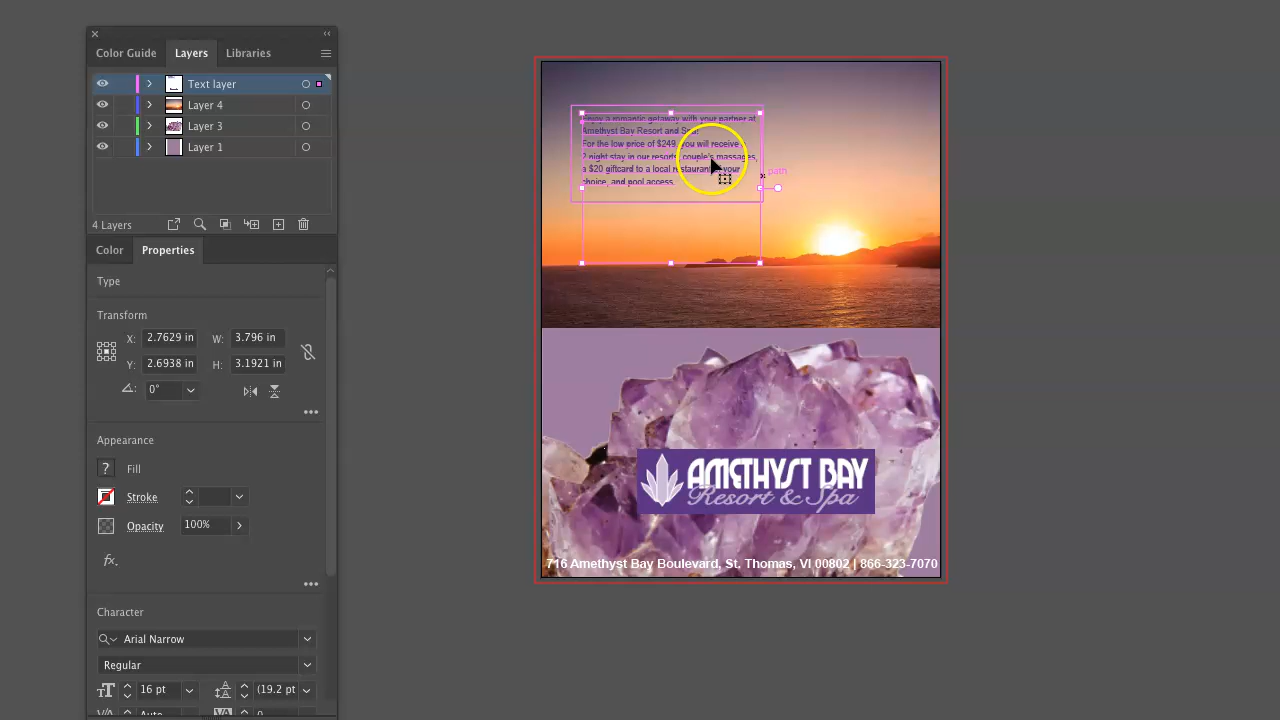 Color Guide Layers Libraries
Text layer
Layer 4
Layer 3
Layer 1
4 Layers
Color Properties
Type
Transform
X: 2.7629 in W: 3.796 in
Y: 2.6938 in H: 3.1921 in
0°
Appearance
? Fill
Stroke
Opacity 100%
fx.
Character
Arial Narrow
Regular
16 pt (19.2 pt
Auto 0
Enjoy a romantic getaway with your partner at
Amethyst Bay Resort and Spa!
For the low price of $249, you will receive
2 night stay in our resorts, couple's massages,
a $20 giftcard to a local restaurant of your
choice, and pool access.
path
AMETHYST BAY
Resort & Spa
716 Amethyst Bay Boulevard, St. Thomas, VI 00802 | 866-323-7070